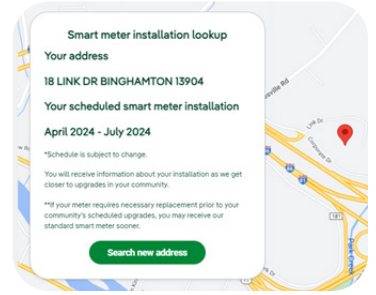 Smart meter installation lookup
Your address
18 LINK DR BINGHAMTON 13904
Your scheduled smart meter installation
April 2024 - July 2024
*Schedule is subject to change.
You will receive information about your installation as we get
closer to upgrades in your community.
**If your meter requires necessary replacement prior to your
community's scheduled upgrades, you may receive our
standard smart meter sooner.
Search new address
Link Dr
Corporate Dr
181
Park Creek